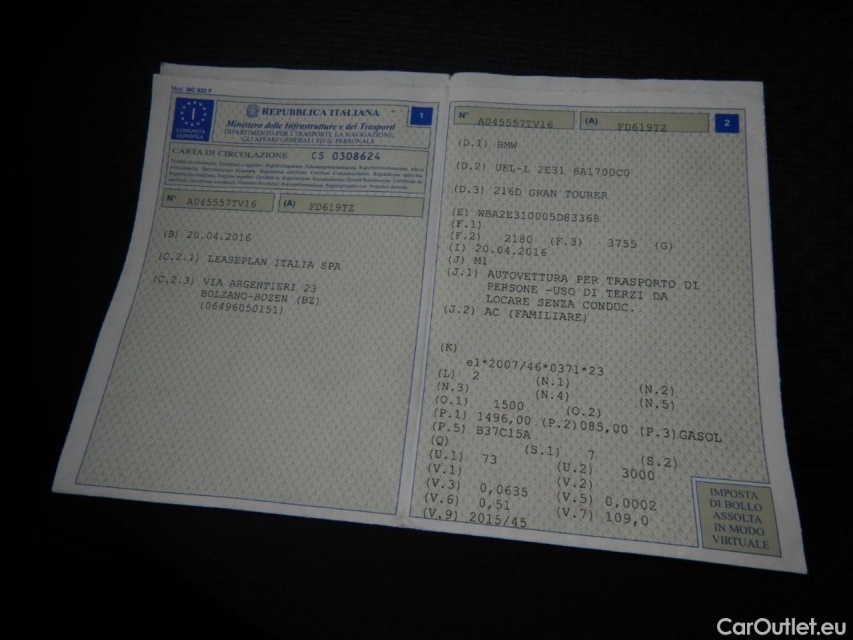 Mod. MC 820 F
REPUBBLICA ITALIANA
1
Ministero delle Infrastrutture e dei Trasporti
DIPARTIMENTO PER I TRASPORTI, LA NAVIGAZIONE,
GLI AFFARI GENERALI ED IL PERSONALE
I
COMUNITÀ
EUROPEA
CARTA DI CIRCOLAZIONE CS 0308624
N° A045557TV16 (A) FD619TZ
(B) 20.04.2016
(C.2.1) LEASEPLAN ITALIA SPA
(C.2.3) VIA ARGENTIERI 23
BOLZANO-BOZEN (BZ)
(06496050151)
N° A045557TV16 (A) FD619TZ 2
(D.1) BMW
(D.2) UKL-L 2E31 6A1700C0
(D.3) 216D GRAN TOURER
(E) WBA2E310005D83368
(F.1)
(F.2) 2180 (F.3) 3755 (G)
(I) 20.04.2016
(J) M1
(J.1) AUTOVETTURA PER TRASPORTO DI
PERSONE -USO DI TERZI DA
LOCARE SENZA CONDUC.
(J.2) AC (FAMILIARE)
(K)
e1*2007/46*0371*23
(L) 2 (N.1) (N.2)
(N.3) (N.4) (N.5)
(O.1) 1500 (O.2)
(P.1) 1496,00 (P.2)085,00 (P.3)GASOL
(P.5) B37C15A
(Q) (S.1) 7 (S.2)
(U.1) 73 (U.2) 3000
(V.1) (V.2)
(V.3) 0,0635 (V.5) 0,0002
(V.6) 0,51 (V.7) 109,0
(V.9) 2015/45
IMPOSTA
DI BOLLO
ASSOLTA
IN MODO
VIRTUALE
CarOutlet.eu